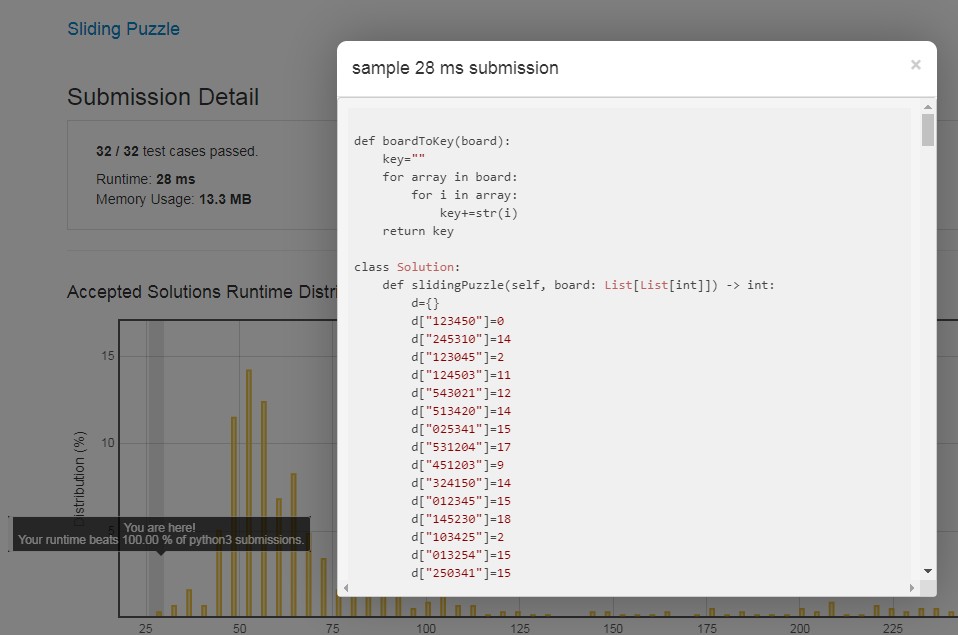 Sliding Puzzle
Submission Detail
32 / 32 test cases passed.
Runtime: 28 ms
Memory Usage: 13.3 MB
Accepted Solutions Runtime Distri
15
10
5
Distribution (%)
You are here!
Your runtime beats 100.00 % of python3 submissions.
25
50
75
100
125
150
175
200
225
sample 28 ms submission
×
def boardToKey(board):
    key=""
    for array in board:
        for i in array:
            key+=str(i)
    return key
class Solution:
    def slidingPuzzle(self, board: List[List[int]]) -> int:
        d={}
        d["123450"]=0
        d["245310"]=14
        d["123045"]=2
        d["124503"]=11
        d["543021"]=12
        d["513420"]=14
        d["025341"]=15
        d["531204"]=17
        d["451203"]=9
        d["324150"]=14
        d["012345"]=15
        d["145230"]=18
        d["103425"]=2
        d["013254"]=15
        d["250341"]=15